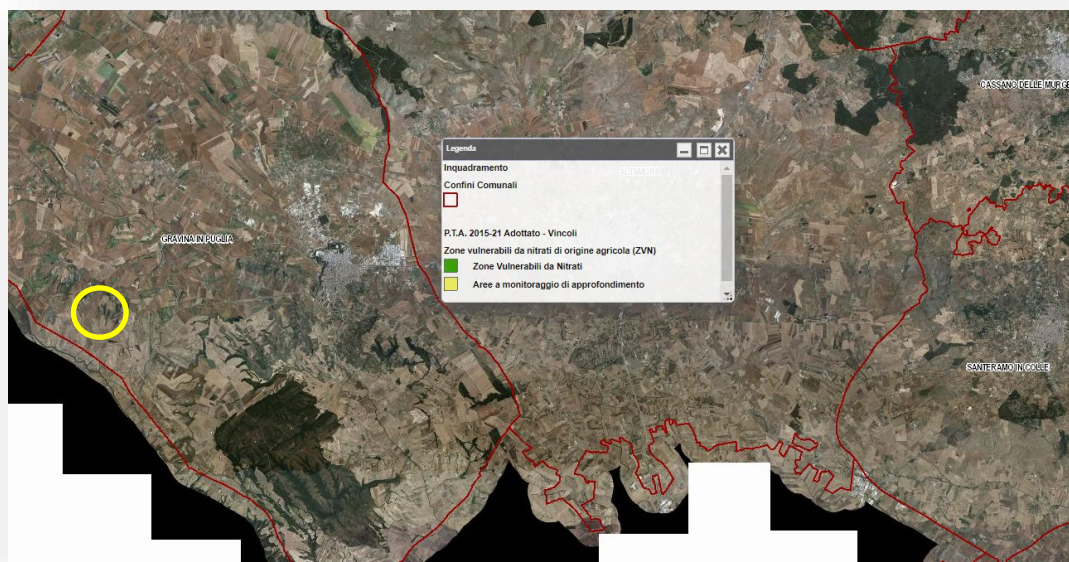 CASSANO DELLE MURGE
Legenda
Inquadramento
Confini Comunali
P.T.A. 2015-21 Adottato - Vincoli
Zone vulnerabili da nitrati di origine agricola (ZVN)
Zone Vulnerabili da Nitrati
Aree a monitoraggio di approfondimento
GRAVINA IN PUGLIA
SANTERAMO IN COLLE